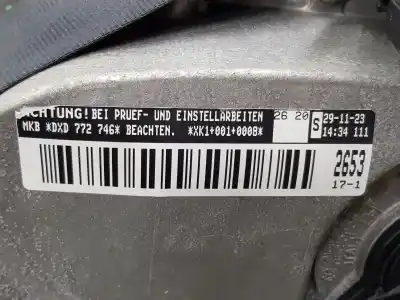 ACHTUNG! BEI PRUEF- UND EINSTELLARBEITEN 26 20 S 29-11-23
MKB *DXD 772 746* BEACHTEN. *XK1+001+0008* 14:34 111
2653
17-1